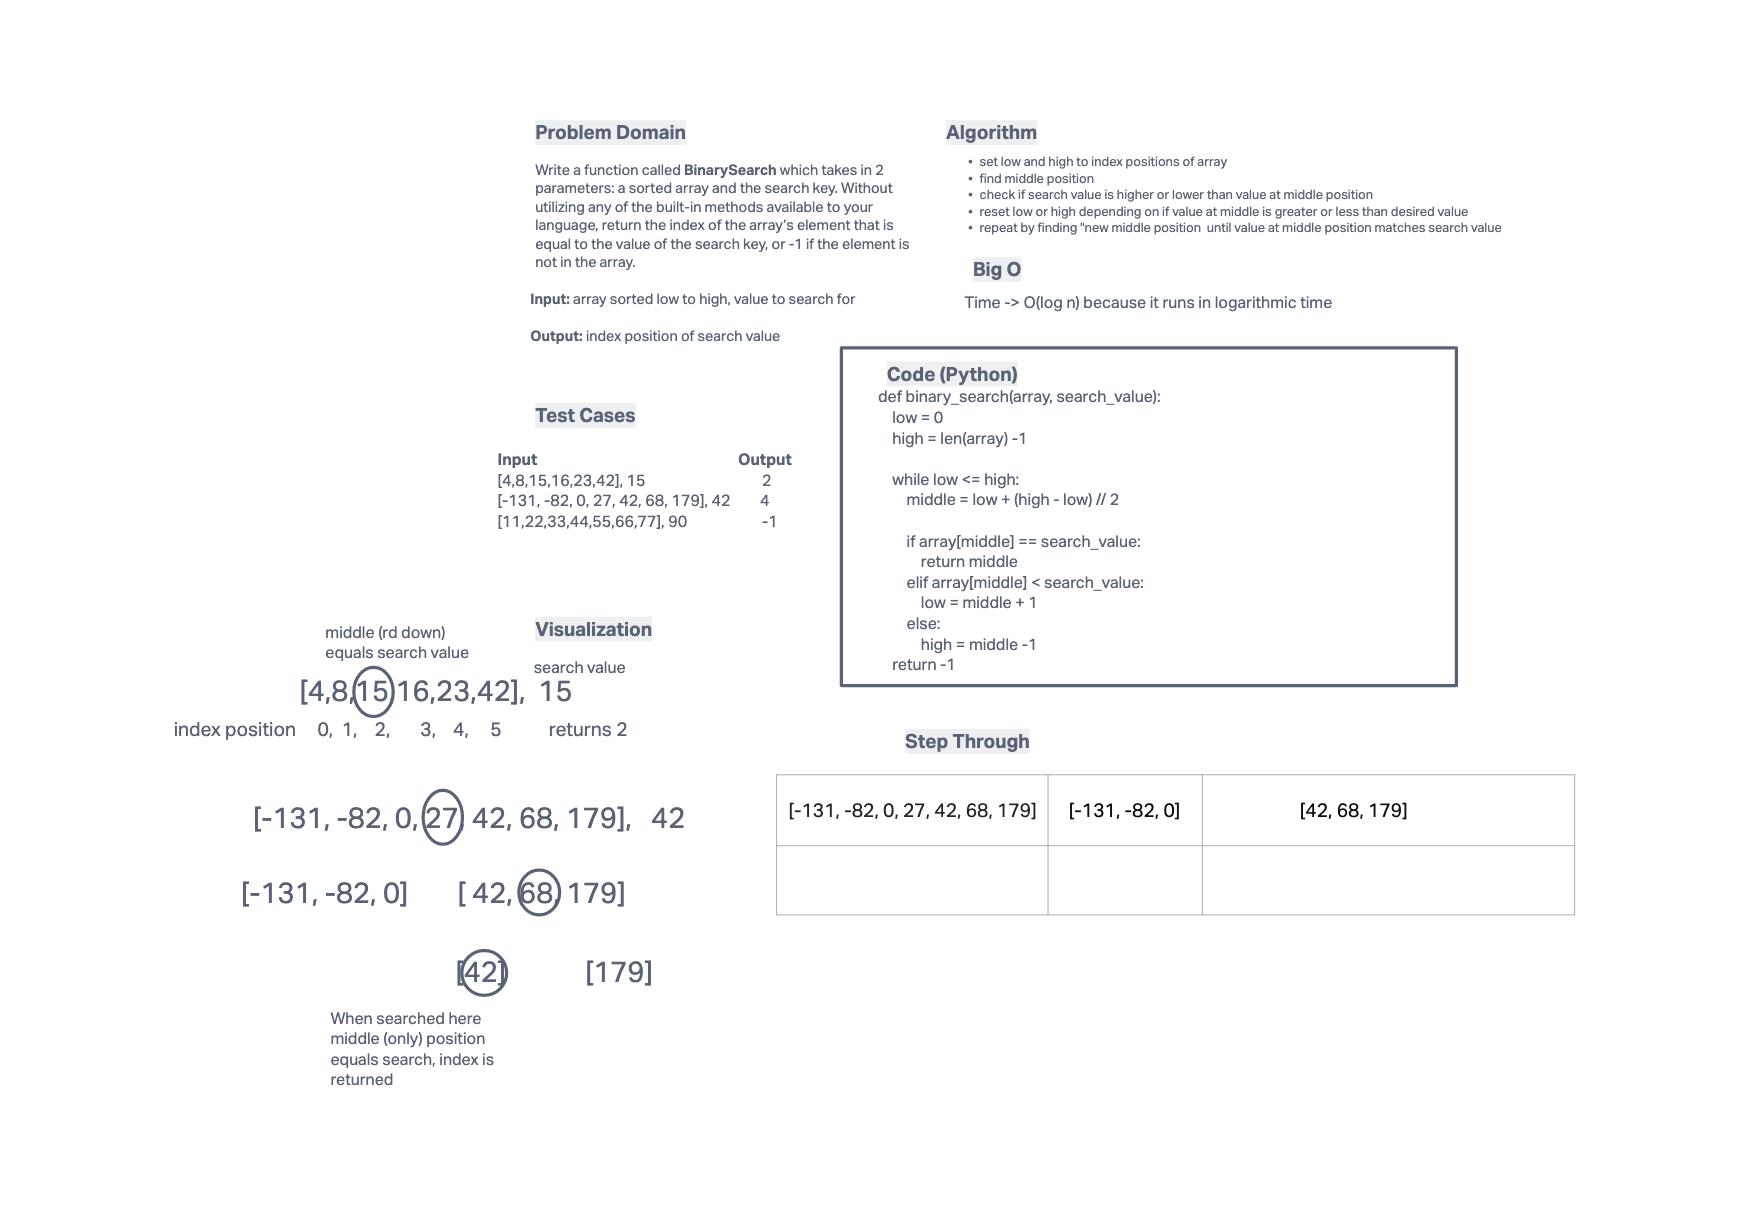 Problem Domain
Write a function called BinarySearch which takes in 2
parameters: a sorted array and the search key. Without
utilizing any of the built-in methods available to your
language, return the index of the array’s element that is
equal to the value of the search key, or -1 if the element is
not in the array.
Input: array sorted low to high, value to search for
Output: index position of search value
Algorithm
• set low and high to index positions of array
• find middle position
• check if search value is higher or lower than value at middle position
• reset low or high depending on if value at middle is greater or less than desired value
• repeat by finding "new middle position  until value at middle position matches search value
Big O
Time -> O(log n) because it runs in logarithmic time
Test Cases
Input Output
[4,8,15,16,23,42], 15 2
[-131, -82, 0, 27, 42, 68, 179], 42 4
[11,22,33,44,55,66,77], 90 -1
Code (Python)
def binary_search(array, search_value):
low = 0
high = len(array) -1
while low <= high:
middle = low + (high - low) // 2
if array[middle] == search_value:
return middle
elif array[middle] < search_value:
low = middle + 1
else:
high = middle -1
return -1
Visualization
middle (rd down)
equals search value
search value
[4,8,15 16,23,42], 15
index position 0, 1, 2, 3, 4, 5 returns 2
[-131, -82, 0, 27, 42, 68, 179], 42
[-131, -82, 0] [ 42, 68, 179]
[42] [179]
When searched here
middle (only) position
equals search, index is
returned
Step Through
[-131, -82, 0, 27, 42, 68, 179] [-131, -82, 0] [42, 68, 179]